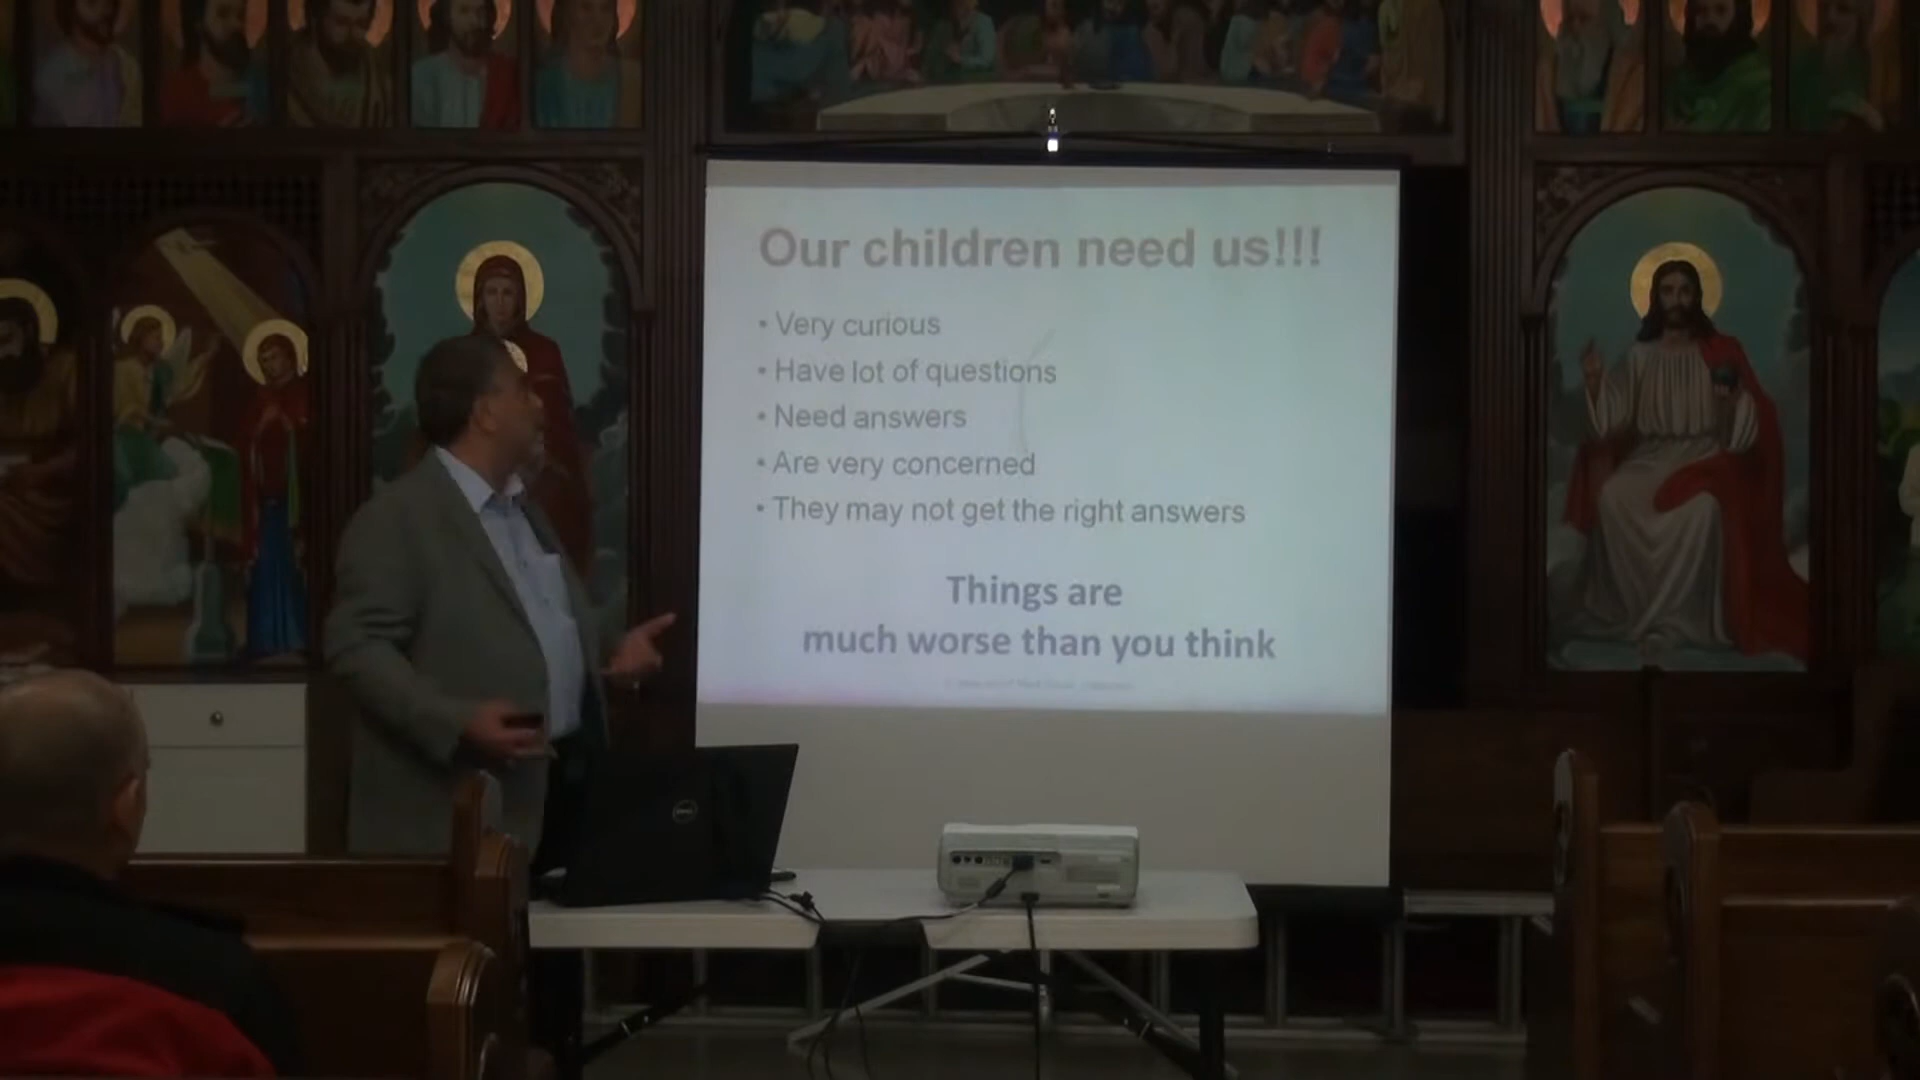 Our children need us!!!
• Very curious
• Have lot of questions
• Need answers
• Are very concerned
• They may not get the right answers
Things are
much worse than you think
DELL